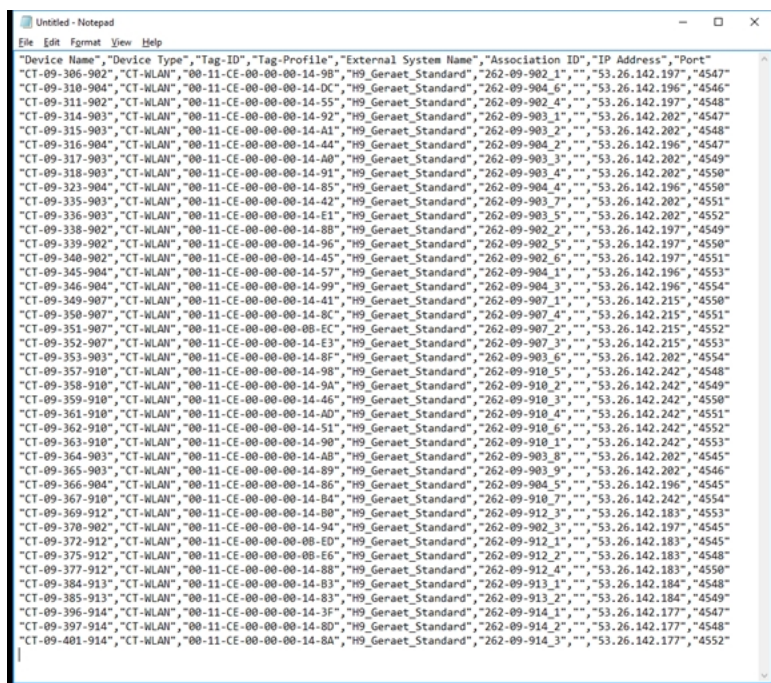 Untitled - Notepad
File Edit Format View Help
"Device Name","Device Type","Tag-ID","Tag-Profile","External System Name","Association ID","IP Address","Port"
"CT-09-306-902","CT-WLAN","00-11-CE-00-00-00-14-9B","H9_Geraet_Standard","262-09-902_1","","53.26.142.197","4547"
"CT-09-310-904","CT-WLAN","00-11-CE-00-00-00-14-DC","H9_Geraet_Standard","262-09-904_6","","53.26.142.196","4546"
"CT-09-311-902","CT-WLAN","00-11-CE-00-00-00-14-55","H9_Geraet_Standard","262-09-902_4","","53.26.142.197","4548"
"CT-09-314-903","CT-WLAN","00-11-CE-00-00-00-14-92","H9_Geraet_Standard","262-09-903_1","","53.26.142.202","4547"
"CT-09-315-903","CT-WLAN","00-11-CE-00-00-00-14-A1","H9_Geraet_Standard","262-09-903_2","","53.26.142.202","4548"
"CT-09-316-904","CT-WLAN","00-11-CE-00-00-00-14-44","H9_Geraet_Standard","262-09-904_2","","53.26.142.196","4547"
"CT-09-317-903","CT-WLAN","00-11-CE-00-00-00-14-A0","H9_Geraet_Standard","262-09-903_3","","53.26.142.202","4549"
"CT-09-318-903","CT-WLAN","00-11-CE-00-00-00-14-91","H9_Geraet_Standard","262-09-903_4","","53.26.142.202","4550"
"CT-09-323-904","CT-WLAN","00-11-CE-00-00-00-14-85","H9_Geraet_Standard","262-09-904_4","","53.26.142.196","4550"
"CT-09-335-903","CT-WLAN","00-11-CE-00-00-00-14-42","H9_Geraet_Standard","262-09-903_7","","53.26.142.202","4551"
"CT-09-336-903","CT-WLAN","00-11-CE-00-00-00-14-E1","H9_Geraet_Standard","262-09-903_5","","53.26.142.202","4552"
"CT-09-338-902","CT-WLAN","00-11-CE-00-00-00-14-8B","H9_Geraet_Standard","262-09-902_2","","53.26.142.197","4549"
"CT-09-339-902","CT-WLAN","00-11-CE-00-00-00-14-96","H9_Geraet_Standard","262-09-902_5","","53.26.142.197","4550"
"CT-09-340-902","CT-WLAN","00-11-CE-00-00-00-14-45","H9_Geraet_Standard","262-09-902_6","","53.26.142.197","4551"
"CT-09-345-904","CT-WLAN","00-11-CE-00-00-00-14-57","H9_Geraet_Standard","262-09-904_1","","53.26.142.196","4553"
"CT-09-346-904","CT-WLAN","00-11-CE-00-00-00-14-99","H9_Geraet_Standard","262-09-904_3","","53.26.142.196","4554"
"CT-09-349-907","CT-WLAN","00-11-CE-00-00-00-14-41","H9_Geraet_Standard","262-09-907_1","","53.26.142.215","4550"
"CT-09-350-907","CT-WLAN","00-11-CE-00-00-00-14-8C","H9_Geraet_Standard","262-09-907_4","","53.26.142.215","4551"
"CT-09-351-907","CT-WLAN","00-11-CE-00-00-00-0B-EC","H9_Geraet_Standard","262-09-907_2","","53.26.142.215","4552"
"CT-09-352-907","CT-WLAN","00-11-CE-00-00-00-14-E3","H9_Geraet_Standard","262-09-907_3","","53.26.142.215","4553"
"CT-09-353-903","CT-WLAN","00-11-CE-00-00-00-14-8F","H9_Geraet_Standard","262-09-903_6","","53.26.142.202","4554"
"CT-09-357-910","CT-WLAN","00-11-CE-00-00-00-14-98","H9_Geraet_Standard","262-09-910_5","","53.26.142.242","4548"
"CT-09-358-910","CT-WLAN","00-11-CE-00-00-00-14-9A","H9_Geraet_Standard","262-09-910_2","","53.26.142.242","4549"
"CT-09-359-910","CT-WLAN","00-11-CE-00-00-00-14-46","H9_Geraet_Standard","262-09-910_3","","53.26.142.242","4550"
"CT-09-361-910","CT-WLAN","00-11-CE-00-00-00-14-AD","H9_Geraet_Standard","262-09-910_4","","53.26.142.242","4551"
"CT-09-362-910","CT-WLAN","00-11-CE-00-00-00-14-51","H9_Geraet_Standard","262-09-910_6","","53.26.142.242","4552"
"CT-09-363-910","CT-WLAN","00-11-CE-00-00-00-14-90","H9_Geraet_Standard","262-09-910_1","","53.26.142.242","4553"
"CT-09-364-903","CT-WLAN","00-11-CE-00-00-00-14-AB","H9_Geraet_Standard","262-09-903_8","","53.26.142.202","4545"
"CT-09-365-903","CT-WLAN","00-11-CE-00-00-00-14-89","H9_Geraet_Standard","262-09-903_9","","53.26.142.202","4546"
"CT-09-366-904","CT-WLAN","00-11-CE-00-00-00-14-86","H9_Geraet_Standard","262-09-904_5","","53.26.142.196","4545"
"CT-09-367-910","CT-WLAN","00-11-CE-00-00-00-14-B4","H9_Geraet_Standard","262-09-910_7","","53.26.142.242","4554"
"CT-09-369-912","CT-WLAN","00-11-CE-00-00-00-14-B0","H9_Geraet_Standard","262-09-912_3","","53.26.142.183","4553"
"CT-09-370-902","CT-WLAN","00-11-CE-00-00-00-14-94","H9_Geraet_Standard","262-09-902_3","","53.26.142.197","4545"
"CT-09-372-912","CT-WLAN","00-11-CE-00-00-00-0B-ED","H9_Geraet_Standard","262-09-912_1","","53.26.142.183","4545"
"CT-09-375-912","CT-WLAN","00-11-CE-00-00-00-0B-E6","H9_Geraet_Standard","262-09-912_2","","53.26.142.183","4548"
"CT-09-377-912","CT-WLAN","00-11-CE-00-00-00-14-88","H9_Geraet_Standard","262-09-912_4","","53.26.142.183","4550"
"CT-09-384-913","CT-WLAN","00-11-CE-00-00-00-14-B3","H9_Geraet_Standard","262-09-913_1","","53.26.142.184","4548"
"CT-09-385-913","CT-WLAN","00-11-CE-00-00-00-14-83","H9_Geraet_Standard","262-09-913_2","","53.26.142.184","4549"
"CT-09-396-914","CT-WLAN","00-11-CE-00-00-00-14-3F","H9_Geraet_Standard","262-09-914_1","","53.26.142.177","4547"
"CT-09-397-914","CT-WLAN","00-11-CE-00-00-00-14-8D","H9_Geraet_Standard","262-09-914_2","","53.26.142.177","4548"
"CT-09-401-914","CT-WLAN","00-11-CE-00-00-00-14-8A","H9_Geraet_Standard","262-09-914_3","","53.26.142.177","4552"